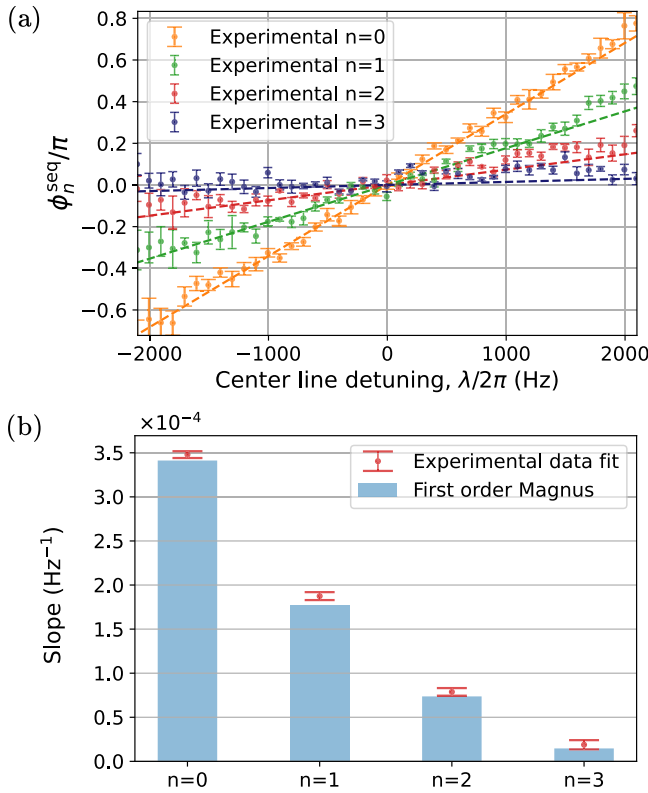 (a)
0.8
0.6
0.4
0.2
0.0
−0.2
−0.4
−0.6
ϕₙˢᵉᑫ/π
Experimental n=0
Experimental n=1
Experimental n=2
Experimental n=3
−2000 −1000 0 1000 2000
Center line detuning, λ/2π (Hz)
(b)
×10⁻⁴
3.5
3.0
2.5
2.0
1.5
1.0
0.5
0.0
Slope (Hz⁻¹)
Experimental data fit
First order Magnus
n=0 n=1 n=2 n=3